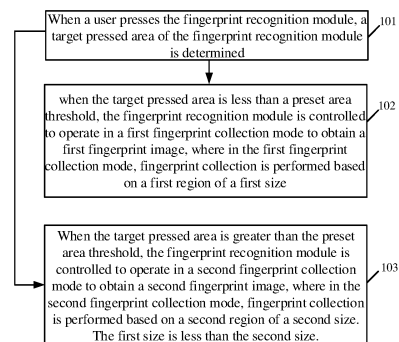 When a user presses the fingerprint recognition module, a
target pressed area of the fingerprint recognition module
is determined
101
when the target pressed area is less than a preset area
threshold, the fingerprint recognition module is controlled
to operate in a first fingerprint collection mode to obtain a
first fingerprint image, where in the first fingerprint
collection mode, fingerprint collection is performed based
on a first region of a first size
102
When the target pressed area is greater than the preset
area threshold, the fingerprint recognition module is
controlled to operate in a second fingerprint collection
mode to obtain a second fingerprint image, where in the
second fingerprint collection mode, fingerprint collection
is performed based on a second region of a second size.
The first size is less than the second size.
103